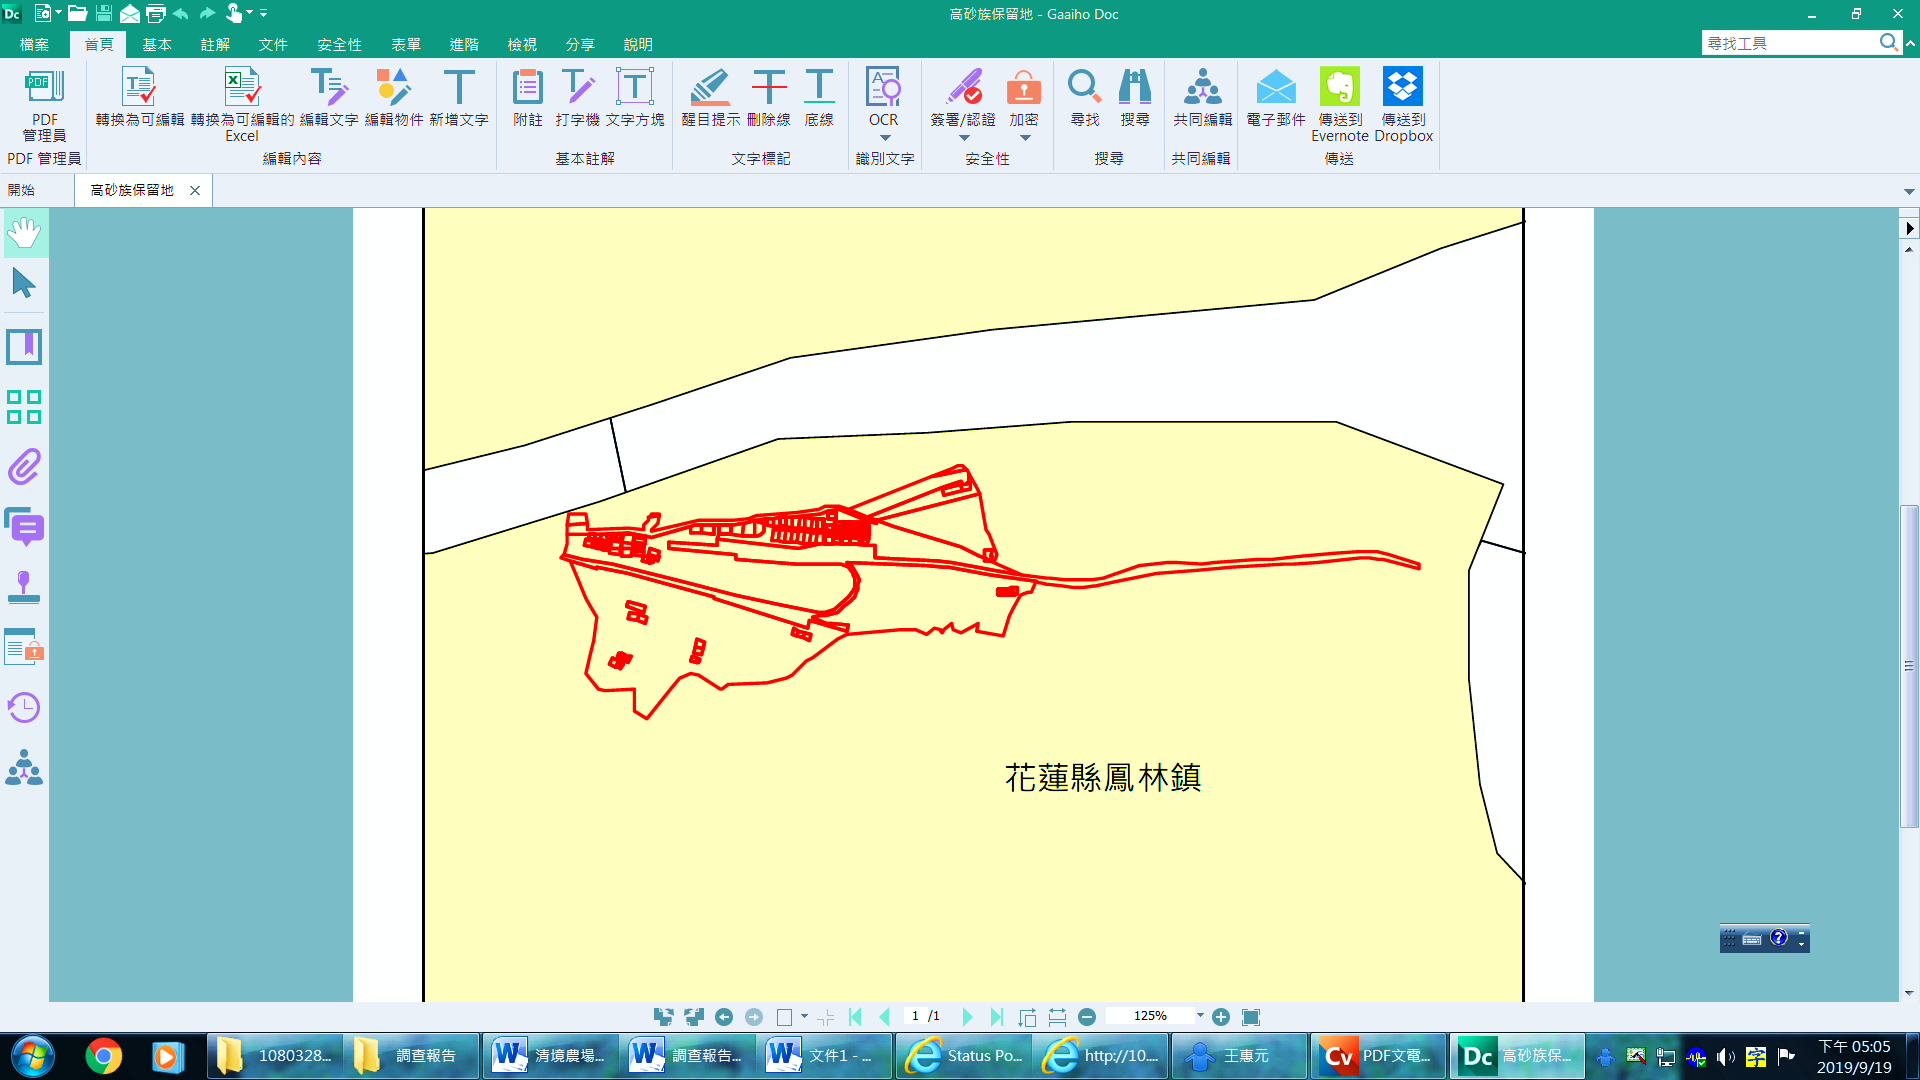 Dc
高砂族保留地 - Gaaiho Doc
檔案 首頁 基本 註解 文件 安全性 表單 進階 檢視 分享 說明
尋找工具
PDF 管理員
轉換為可編輯
轉換為可編輯的 Excel
編輯文字
編輯物件
新增文字
附註
打字機
文字方塊
醒目提示
刪除線
底線
OCR
簽署/認證
加密
尋找
搜尋
共同編輯
電子郵件
傳送到 Evernote
傳送到 Dropbox
PDF 管理員
編輯內容
基本註解
文字標記
識別文字
安全性
搜尋
共同編輯
傳送
開始
高砂族保留地
花蓮縣鳳林鎮
1 /1
125%
1080328...
調查報告
清境農場...
調查報告...
文件1 - ...
Status Po...
http://10....
王惠元
Cv PDF文電...
Dc 高砂族保...
字
下午 05:05
2019/9/19